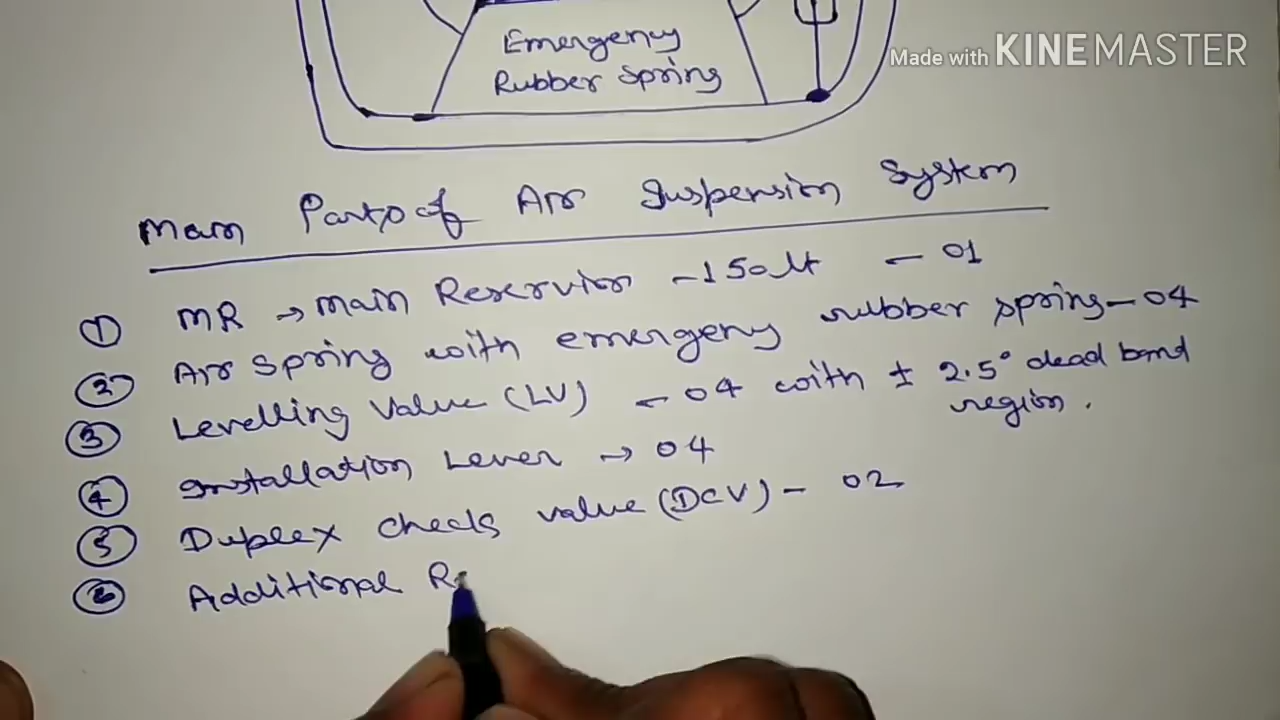 Emergency
Rubber Spring
Made with KINEMASTER
Main Parts of Air Suspension System
① MR → Main Reservior - 150 lt - 01
② Air Spring with emergeny rubber spring - 04
③ Levelling Value (LV) - 04 with ± 2.5° dead band
region.
④ Installation Lever → 04
⑤ Duplex check value (DCV) - 02
⑥ Additional R